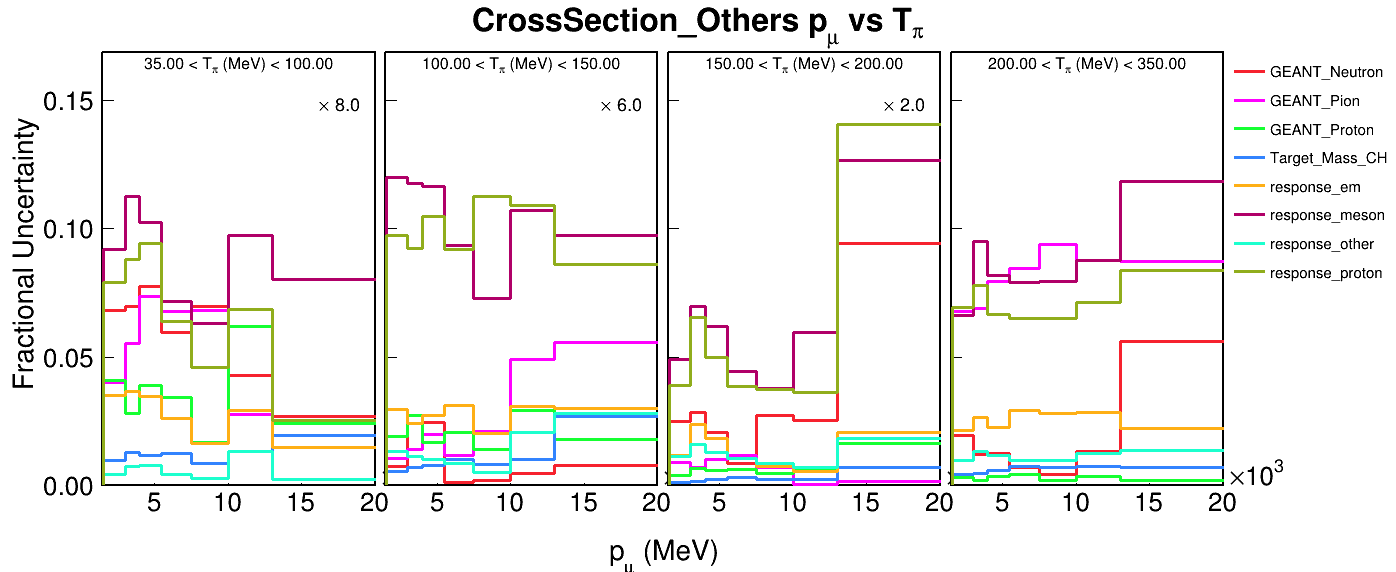 CrossSection_Others pμ vs Tπ
35.00 < Tπ (MeV) < 100.00
100.00 < Tπ (MeV) < 150.00
150.00 < Tπ (MeV) < 200.00
200.00 < Tπ (MeV) < 350.00
× 8.0
× 6.0
× 2.0
GEANT_Neutron
GEANT_Pion
GEANT_Proton
Target_Mass_CH
response_em
response_meson
response_other
response_proton
Fractional Uncertainty
0.15
0.10
0.05
0.00
5 10 15 20
5 10 15 20
5 10 15 20
5 10 15 20
×10³
pμ (MeV)